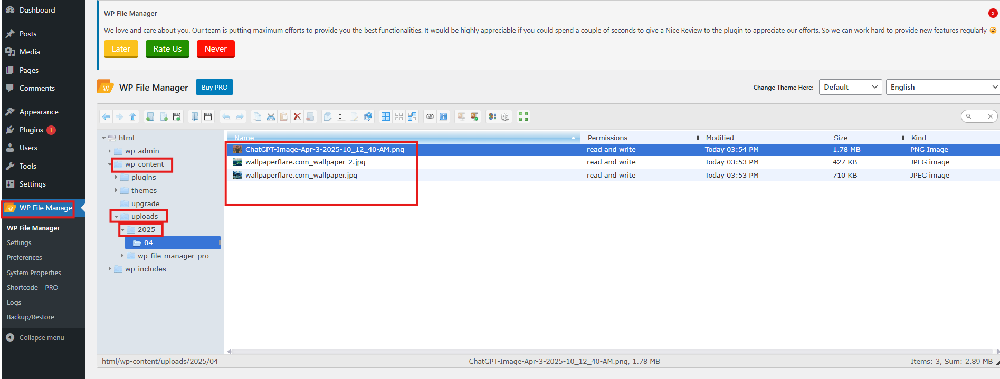 Dashboard
Posts
Media
Pages
Comments
Appearance
Plugins 1
Users
Tools
Settings
WP File Manage
WP File Manager
Settings
Preferences
System Properties
Shortcode – PRO
Logs
Backup/Restore
Collapse menu
WP File Manager
x
We love and care about you. Our team is putting maximum efforts to provide you the best functionalities. It would be highly appreciable if you could spend a couple of seconds to give a Nice Review to the plugin to appreciate our efforts. So we can work hard to provide new features regularly
Later Rate Us Never
WP File Manager Buy PRO
Change Theme Here: Default English
html
wp-admin
wp-content
plugins
themes
upgrade
uploads
2025
04
wp-file-manager-pro
wp-includes
Name Permissions Modified Size Kind
ChatGPT-Image-Apr-3-2025-10_12_40-AM.png read and write Today 03:54 PM 1.78 MB PNG Image
wallpaperflare.com_wallpaper-2.jpg read and write Today 03:53 PM 427 KB JPEG image
wallpaperflare.com_wallpaper.jpg read and write Today 03:53 PM 710 KB JPEG image
html/wp-content/uploads/2025/04 ChatGPT-Image-Apr-3-2025-10_12_40-AM.png, 1.78 MB Items: 3, Sum: 2.89 MB